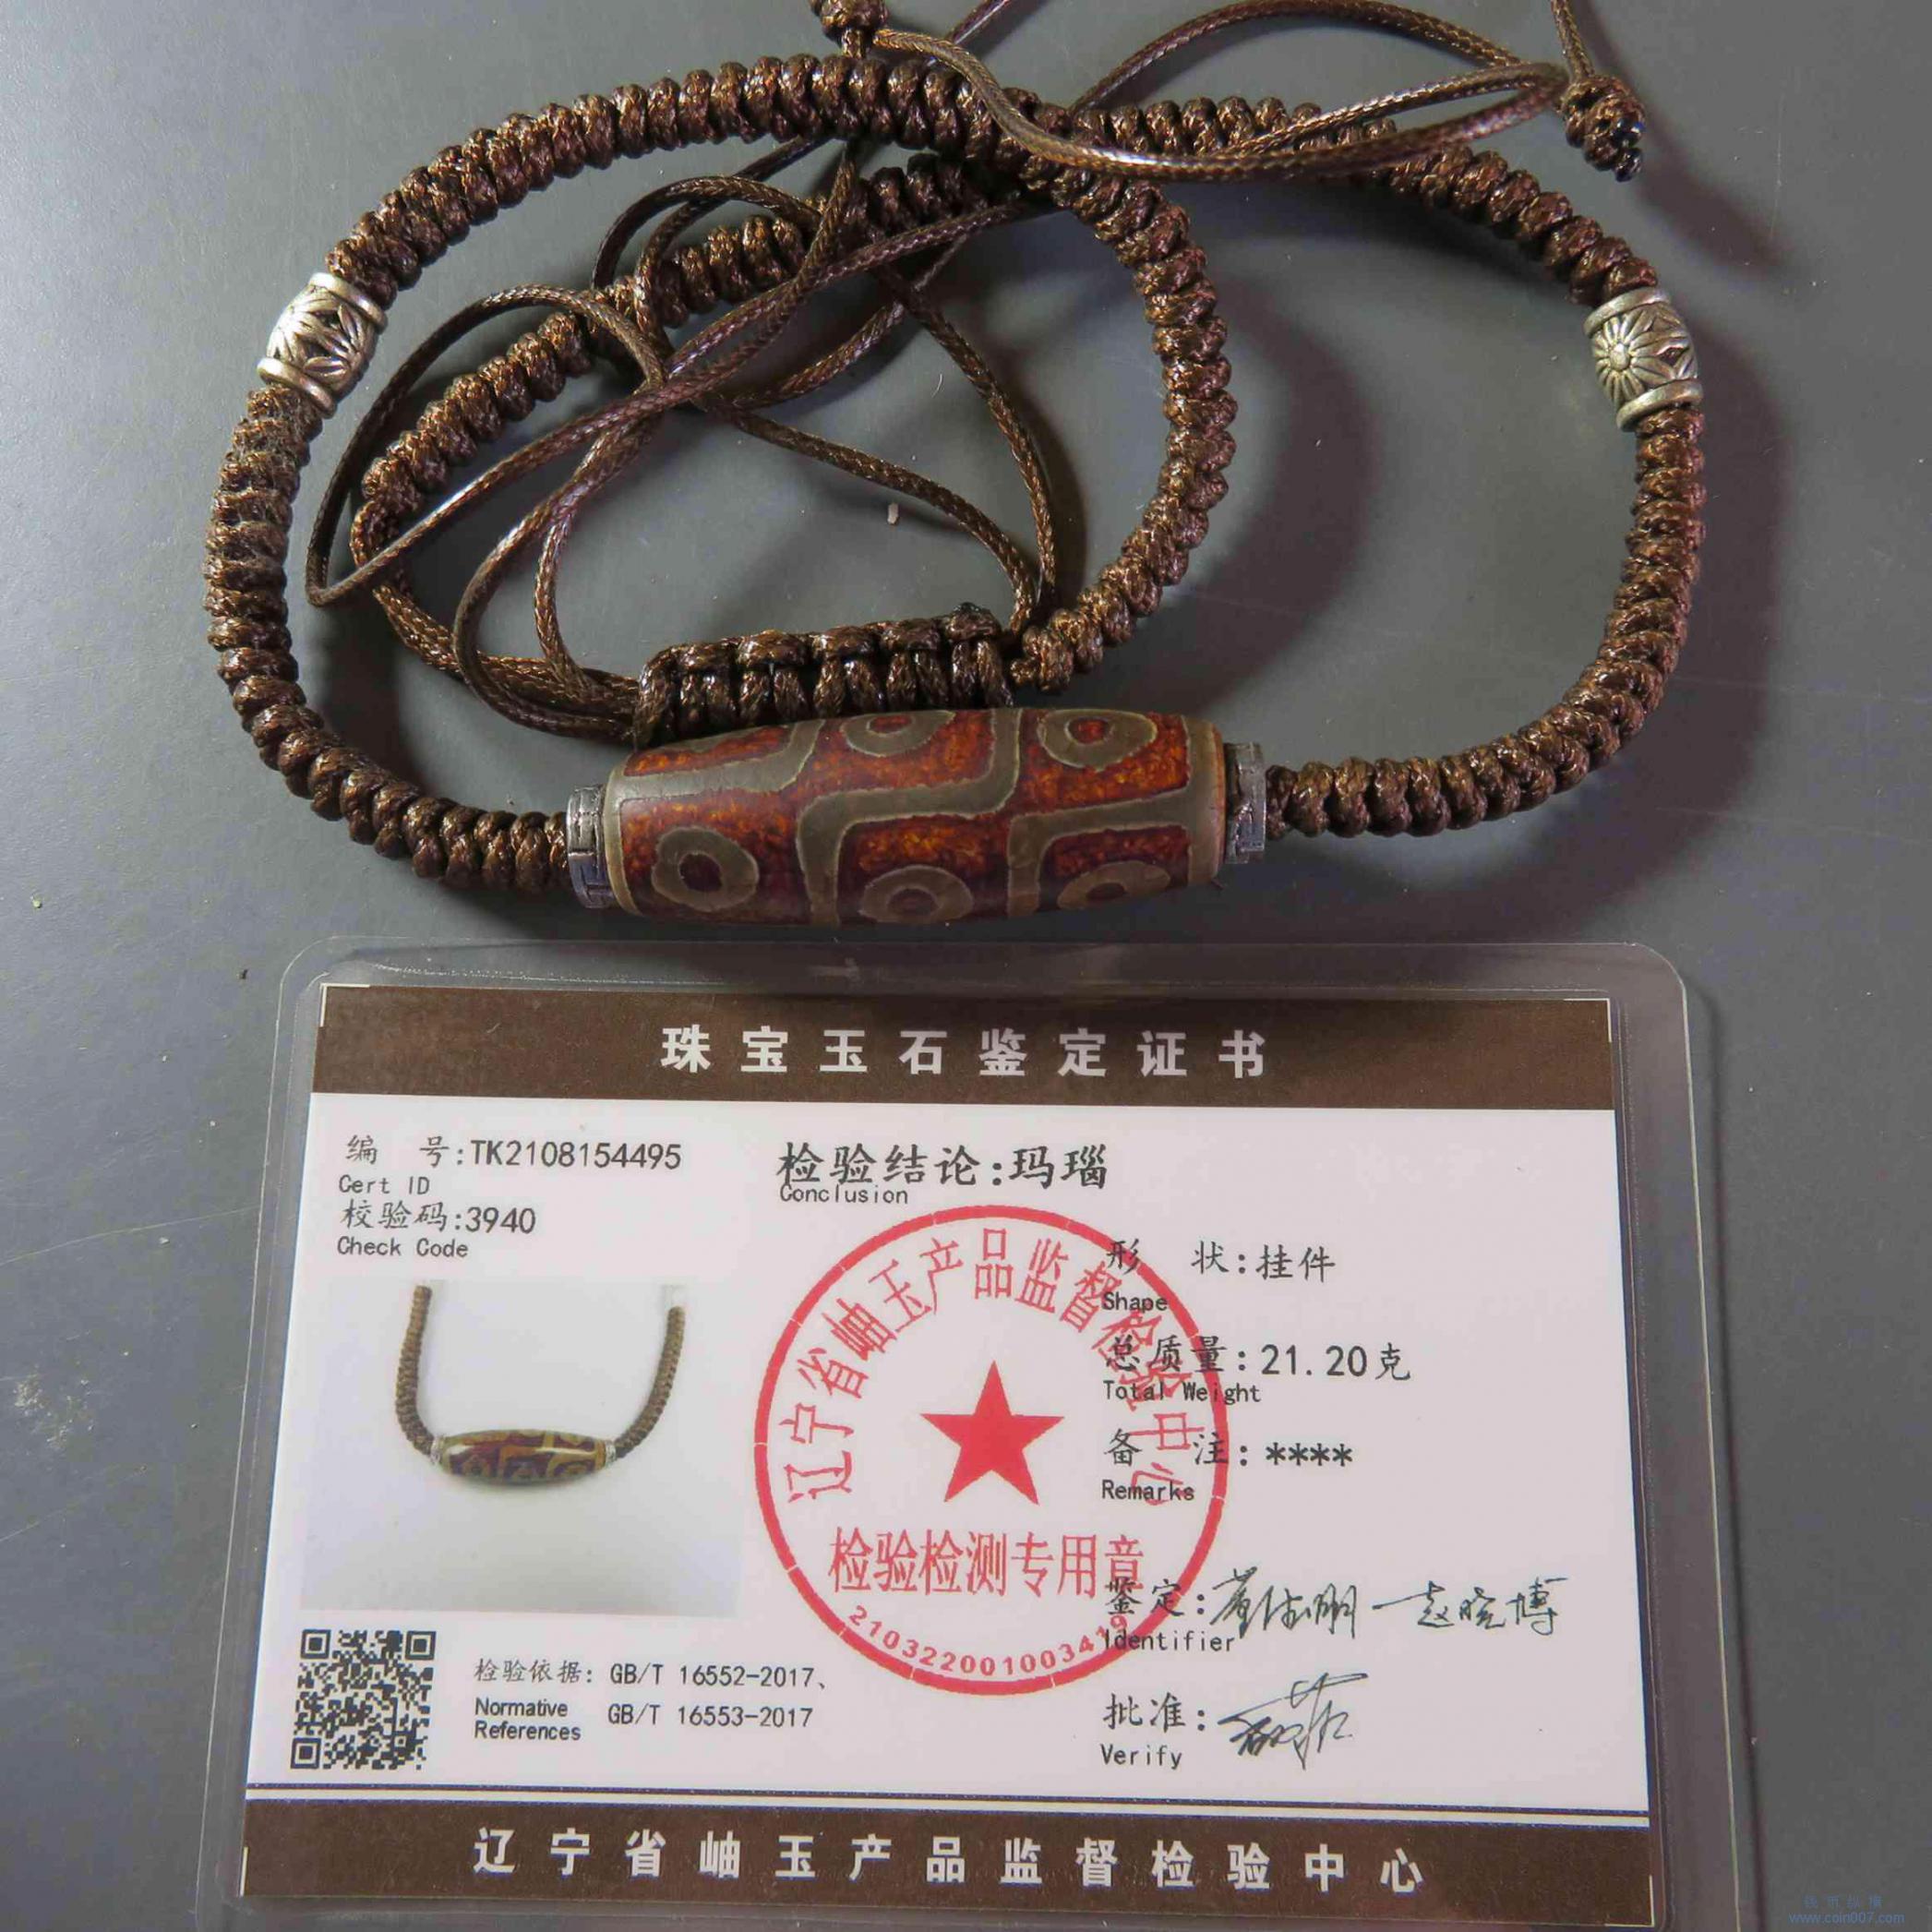 珠宝玉石鉴定证书
编 号:TK2108154495
Cert ID
校验码:3940
Check Code
检验结论:玛瑙
Conclusion
形 状:挂件
Shape
总质量:21.20克
Total Weight
备 注:****
Remarks
鉴定:
Identifier
批准:
Verify
辽宁省岫玉产品监督检验中心
检验检测专用章
检验依据: GB/T 16552-2017、
Normative References
GB/T 16553-2017
辽宁省岫玉产品监督检验中心
www.coin007.com